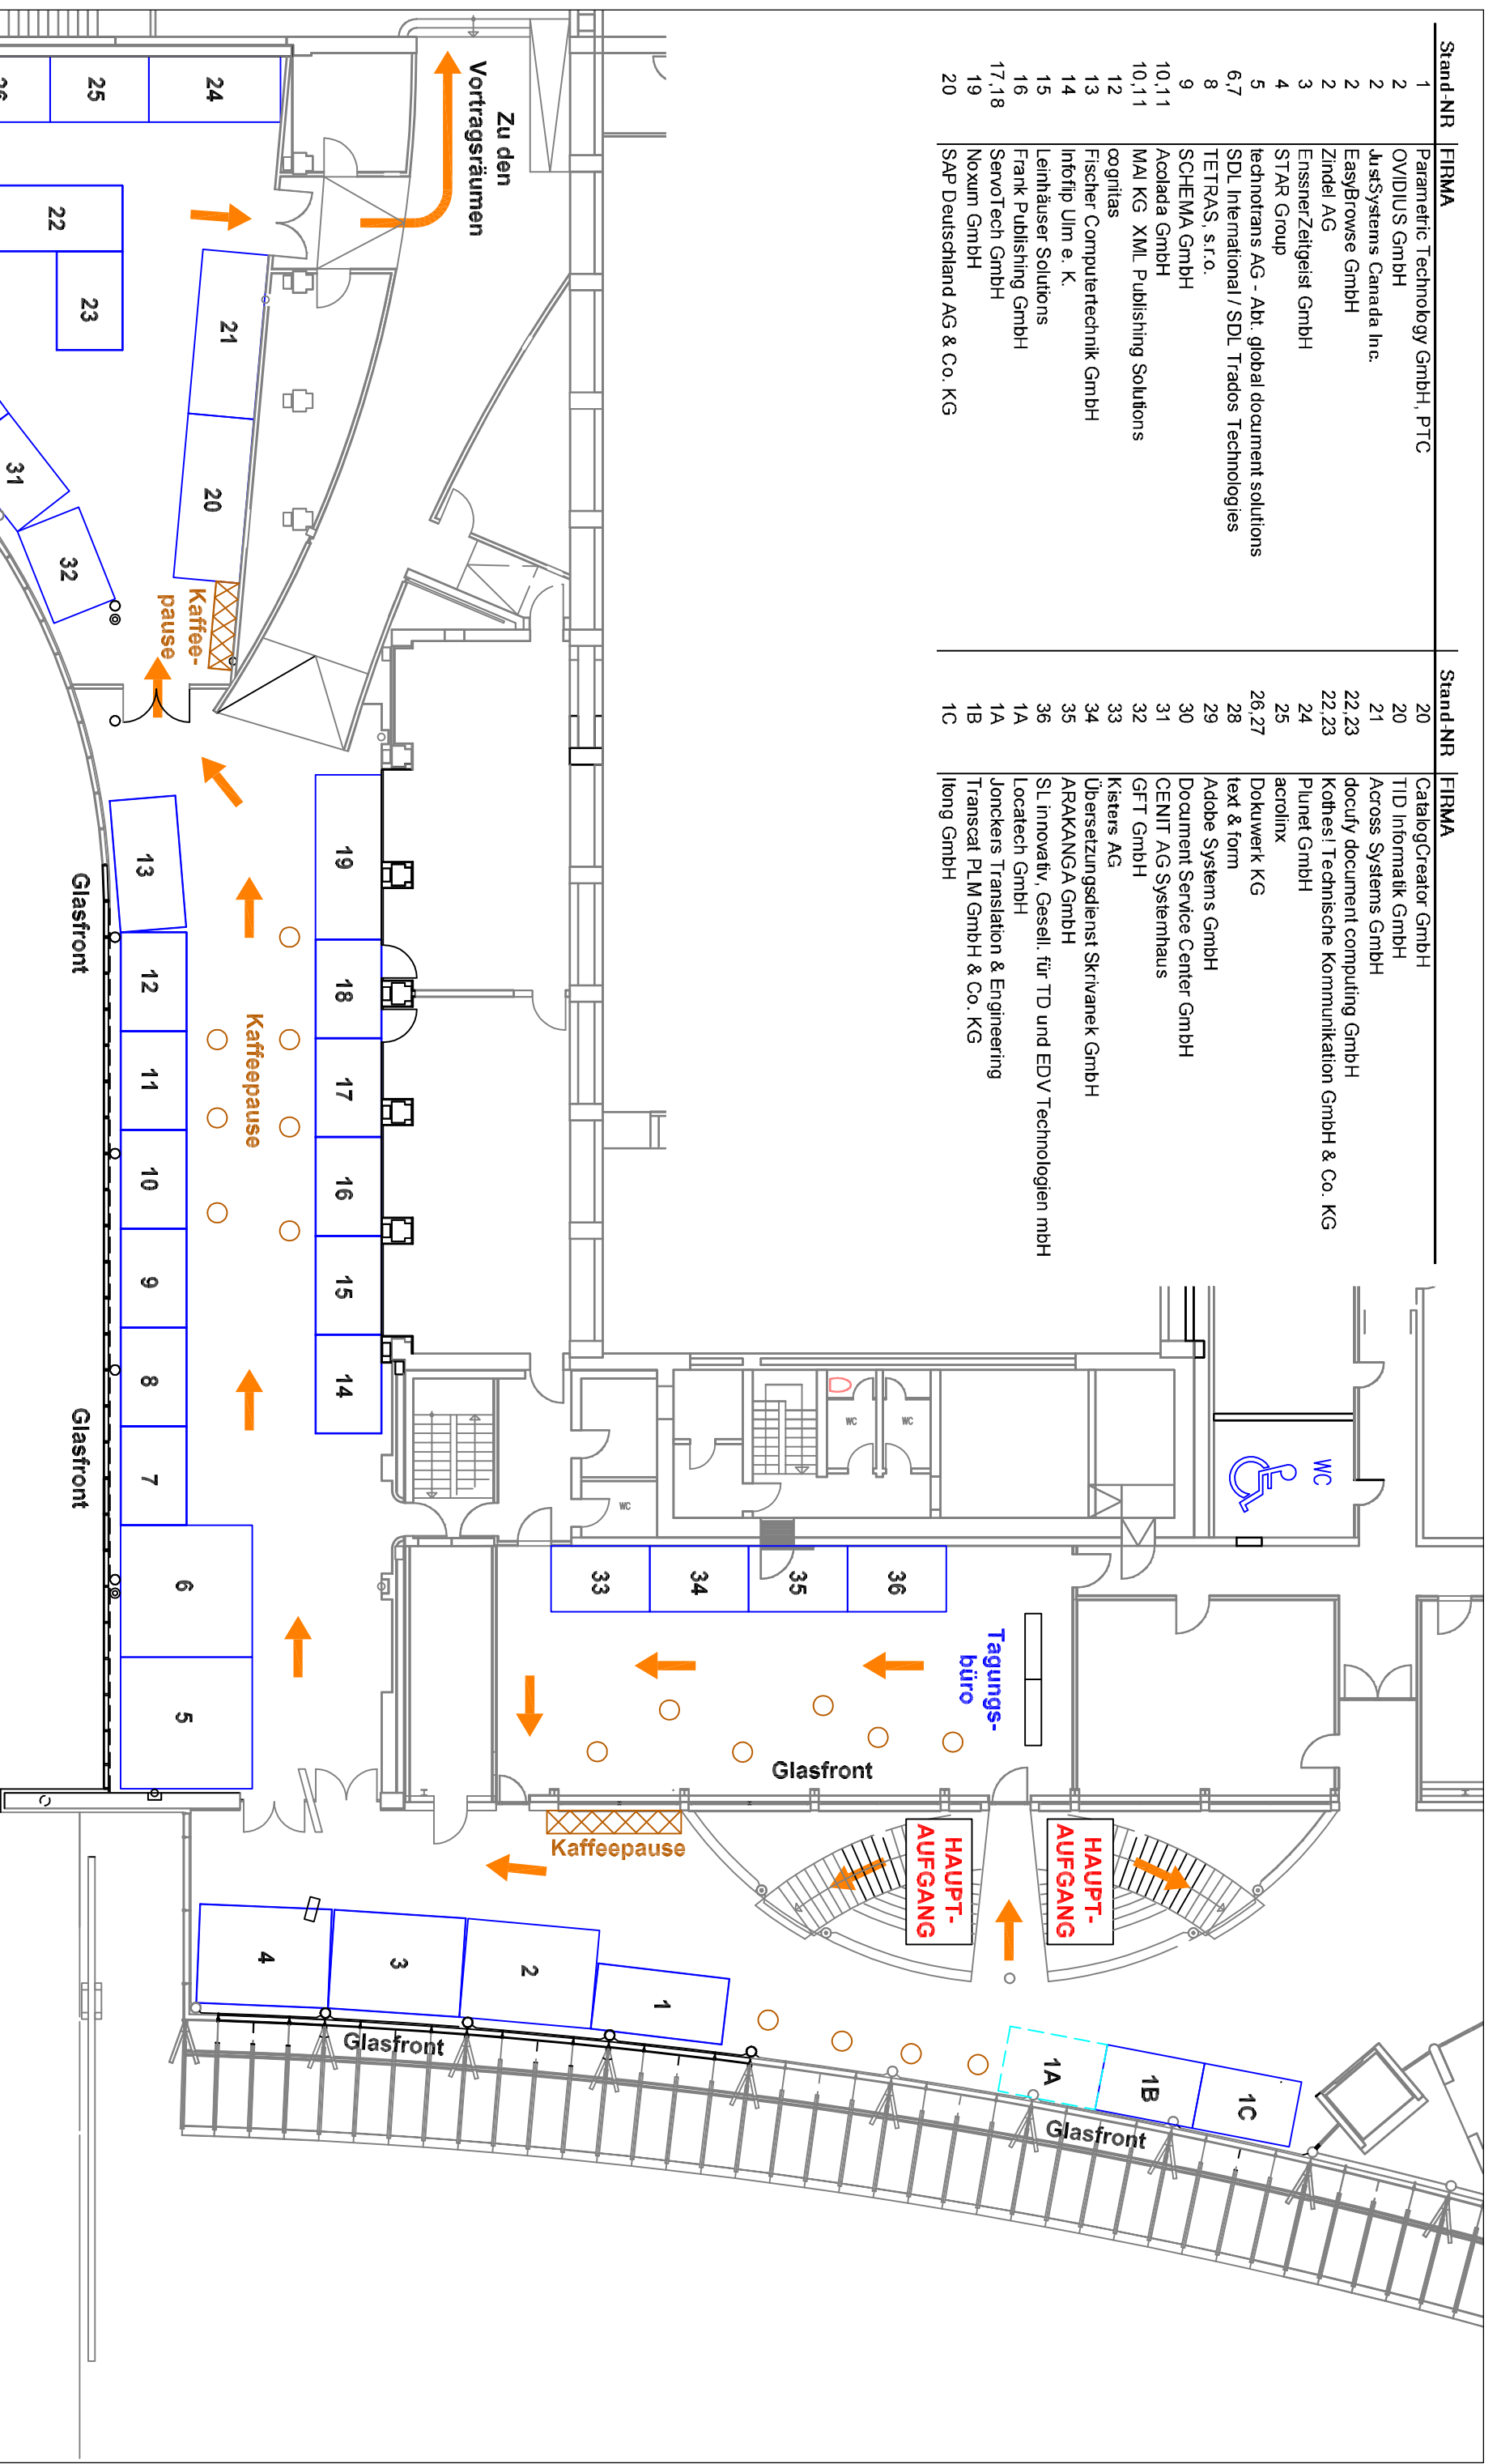 Stand-NR FIRMA
1 Parametric Technology GmbH, PTC
2 OVIDIUS GmbH
2 JustSystems Canada Inc.
2 EasyBrowse GmbH
2 Zindel AG
3 EnssnerZeitgeist GmbH
4 STAR Group
5 technotrans AG - Abt. global document solutions
6,7 SDL International / SDL Trados Technologies
8 TETRAS, s.r.o.
9 SCHEMA GmbH
10,11 Acolada GmbH
10,11 MAI KG XML Publishing Solutions
12 cognitas
13 Fischer Computertechnik GmbH
14 Infoflip Ulm e. K.
15 Leinhäuser Solutions
16 Frank Publishing GmbH
17,18 ServoTech GmbH
19 Noxum GmbH
20 SAP Deutschland AG & Co. KG
Stand-NR FIRMA
20 CatalogCreator GmbH
20 TID Informatik GmbH
21 Across Systems GmbH
22,23 docufy document computing GmbH
22,23 Kothes! Technische Kommunikation GmbH & Co. KG
24 Plunet GmbH
25 acrolinx
26,27 Dokuwerk KG
28 text & form
29 Adobe Systems GmbH
30 Document Service Center GmbH
31 CENIT AG Systemhaus
32 GFT GmbH
33 Kisters AG
34 Übersetzungsdienst Skrivanek GmbH
35 ARAKANGA GmbH
36 SL innovativ, Gesell. für TD und EDV Technologien mbH
1A Locatech GmbH
1A Jonckers Translation & Engineering
1B Transcat PLM GmbH & Co. KG
1C Itong GmbH
WC
WC
WC
WC
Zu den
Vortragsräumen
24
25
26
22
23
21
20
31
32
Kaffee-
pause
19
18
17
16
15
14
Kaffeepause
13
12
11
10
9
8
7
6
5
Glasfront
Glasfront
36
35
34
33
Tagungs-
büro
Glasfront
HAUPT-
AUFGANG
HAUPT-
AUFGANG
Kaffeepause
4
3
2
1
Glasfront
1A
1B
1C
Glasfront